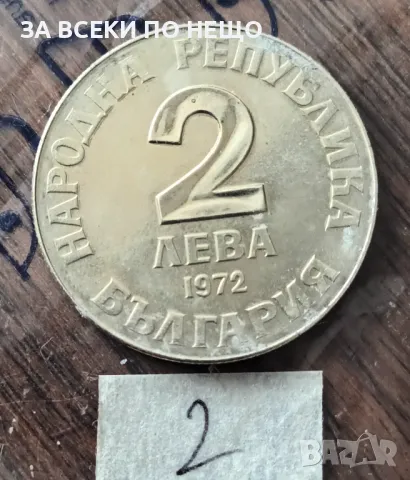 ЗА ВСЕКИ ПО НЕЩО
НАРОДНА РЕПУБЛИКА
2
ЛЕВА
1972
БЪЛГАРИЯ
2
BAZAR